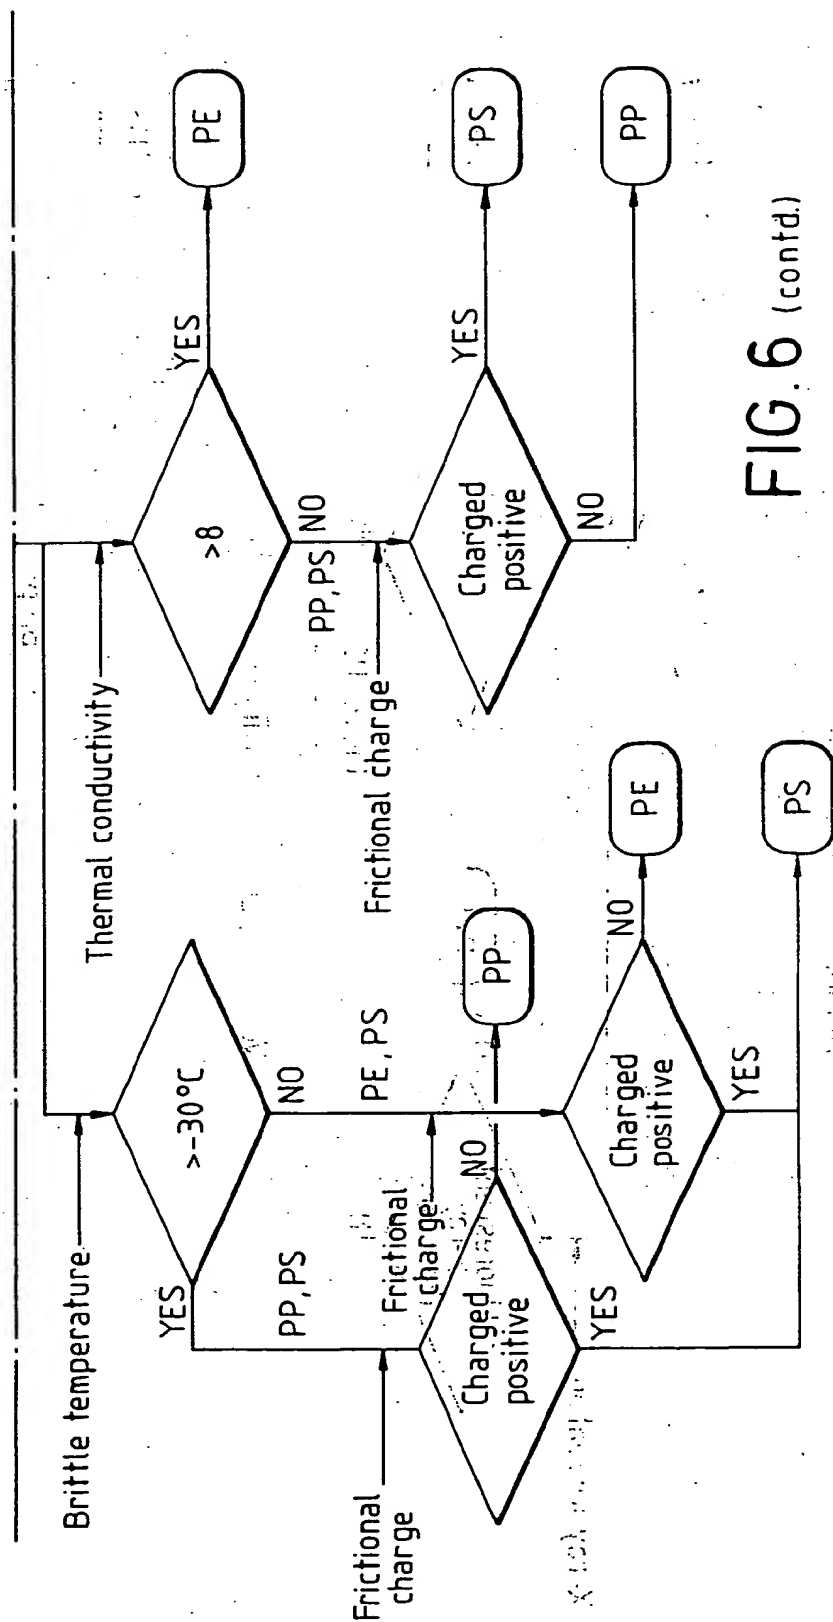 Brittle temperature
Thermal conductivity
>-30°C
YES
NO
>8
YES
PE
NO
PP, PS
PE, PS
PP, PS
Frictional
charge
Frictional
charge
Frictional charge
Charged
positive
NO
PP
YES
Charged
positive
YES
PS
NO
PP
Charged
positive
NO
PE
YES
PS
FIG. 6 (contd.)